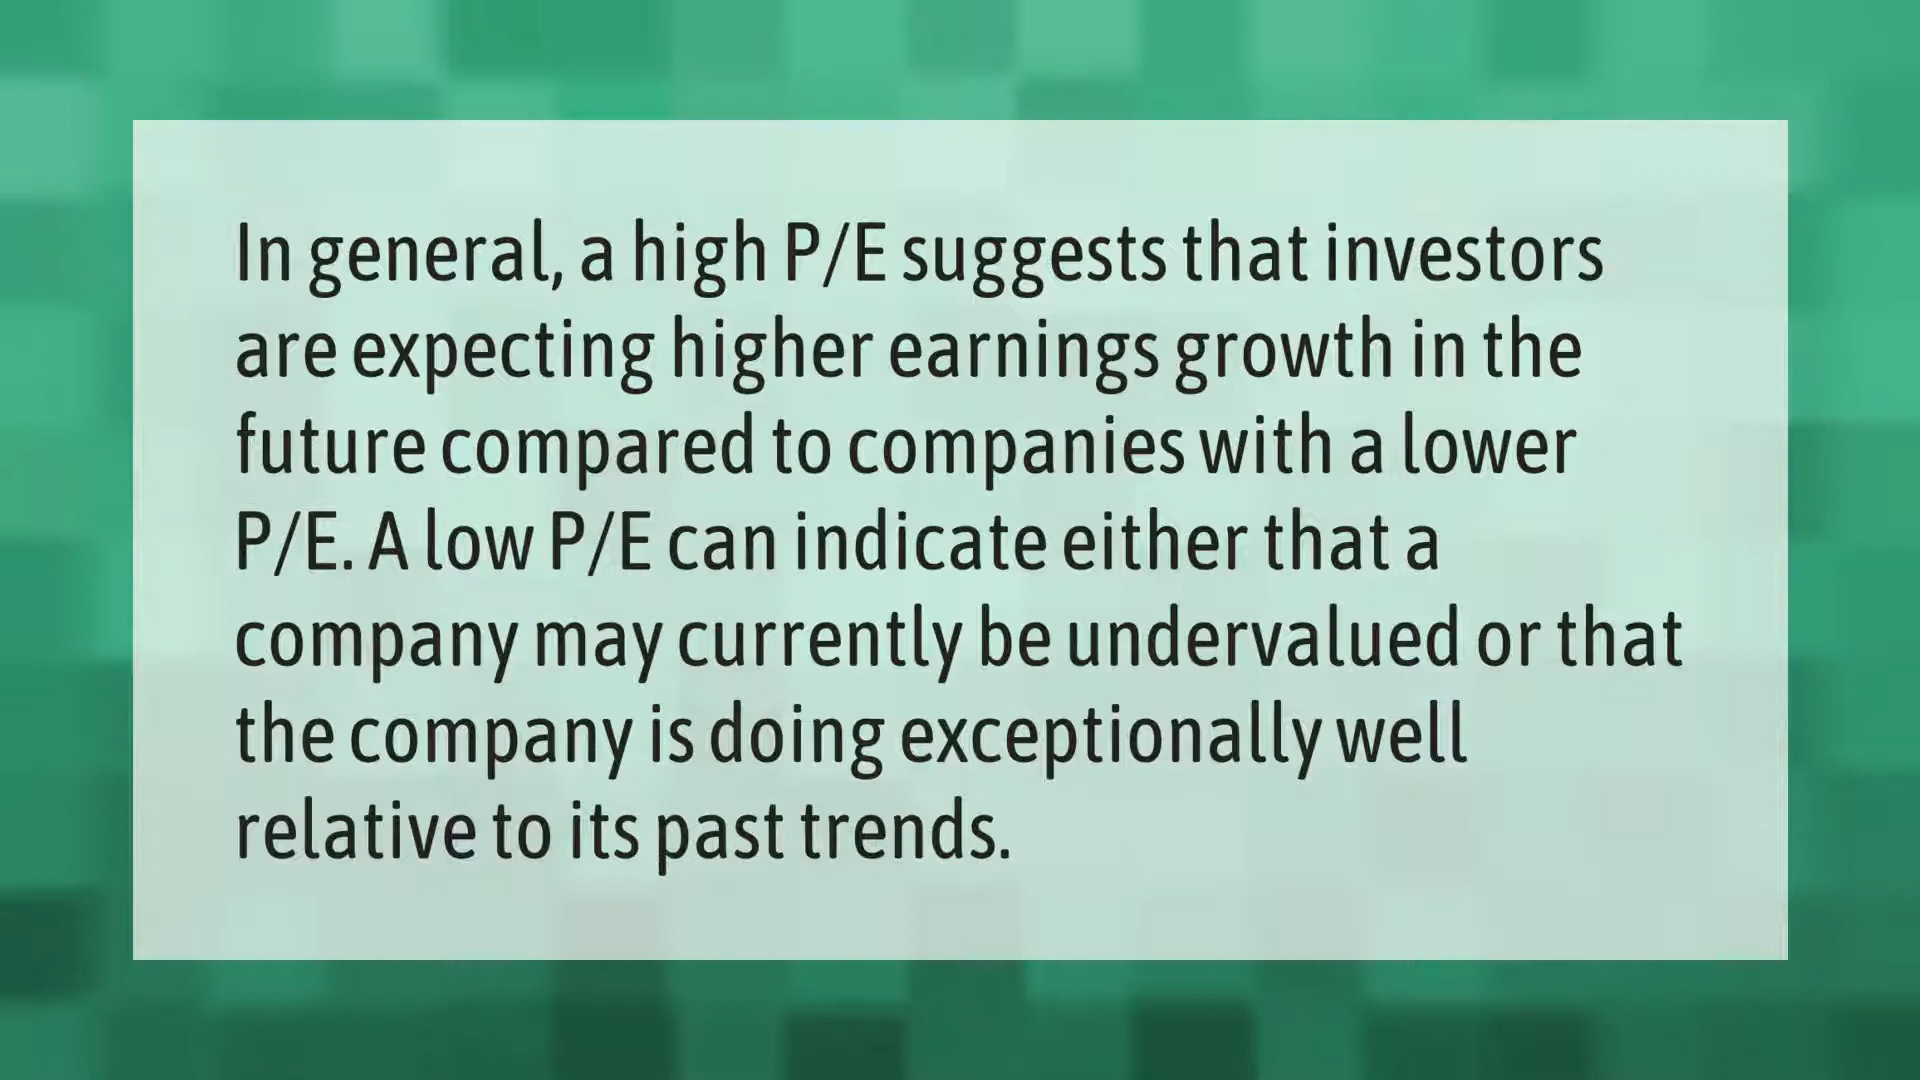 In general, a high P/E suggests that investors
are expecting higher earnings growth in the
future compared to companies with a lower
P/E. A low P/E can indicate either that a
company may currently be undervalued or that
the company is doing exceptionally well
relative to its past trends.